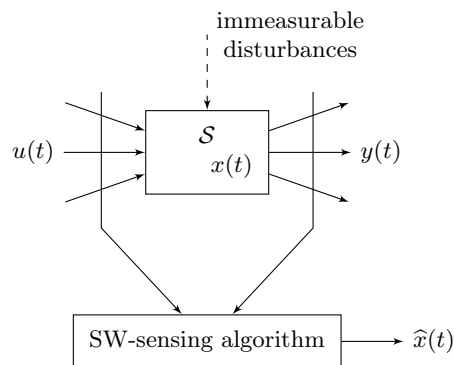 immeasurable
disturbances
𝒮
u(t)
x(t)
y(t)
SW-sensing algorithm
x̂(t)